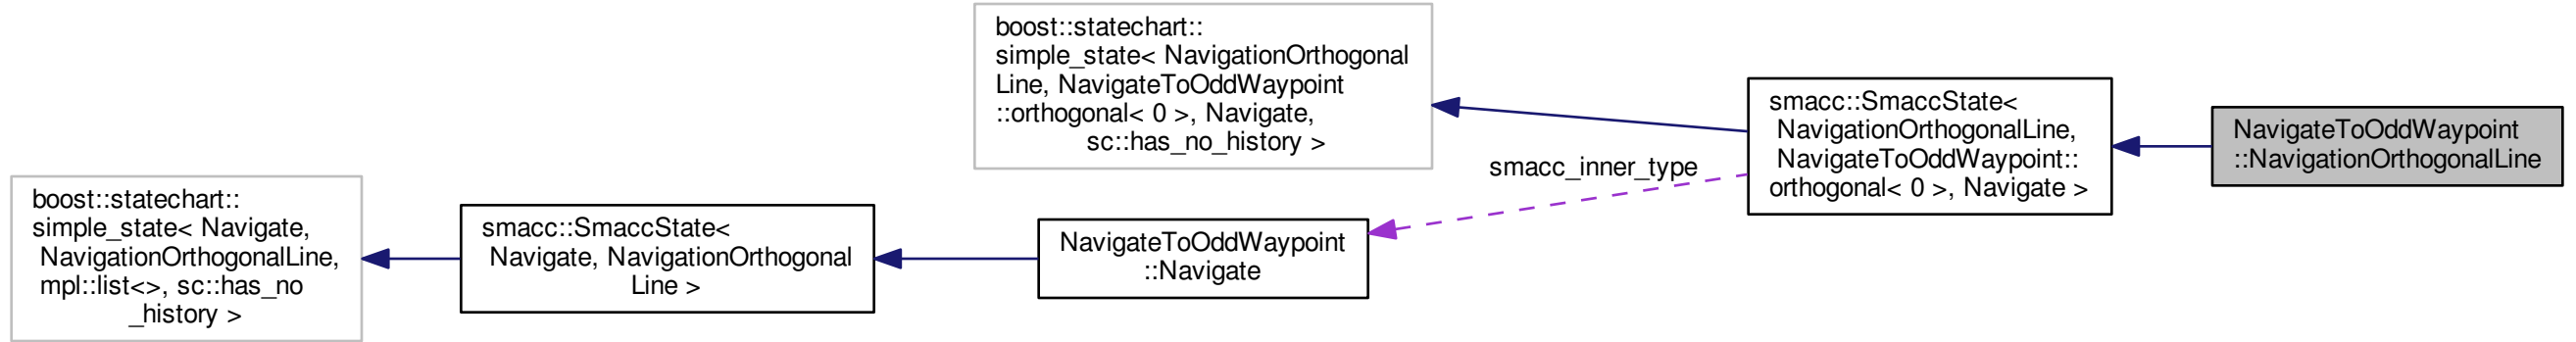 boost::statechart::
simple_state< NavigationOrthogonal
Line, NavigateToOddWaypoint
::orthogonal< 0 >, Navigate,
sc::has_no_history >
smacc::SmaccState<
NavigationOrthogonalLine,
NavigateToOddWaypoint::
orthogonal< 0 >, Navigate >
NavigateToOddWaypoint
::NavigationOrthogonalLine
smacc_inner_type
boost::statechart::
simple_state< Navigate,
NavigationOrthogonalLine,
mpl::list<>, sc::has_no
_history >
smacc::SmaccState<
Navigate, NavigationOrthogonal
Line >
NavigateToOddWaypoint
::Navigate